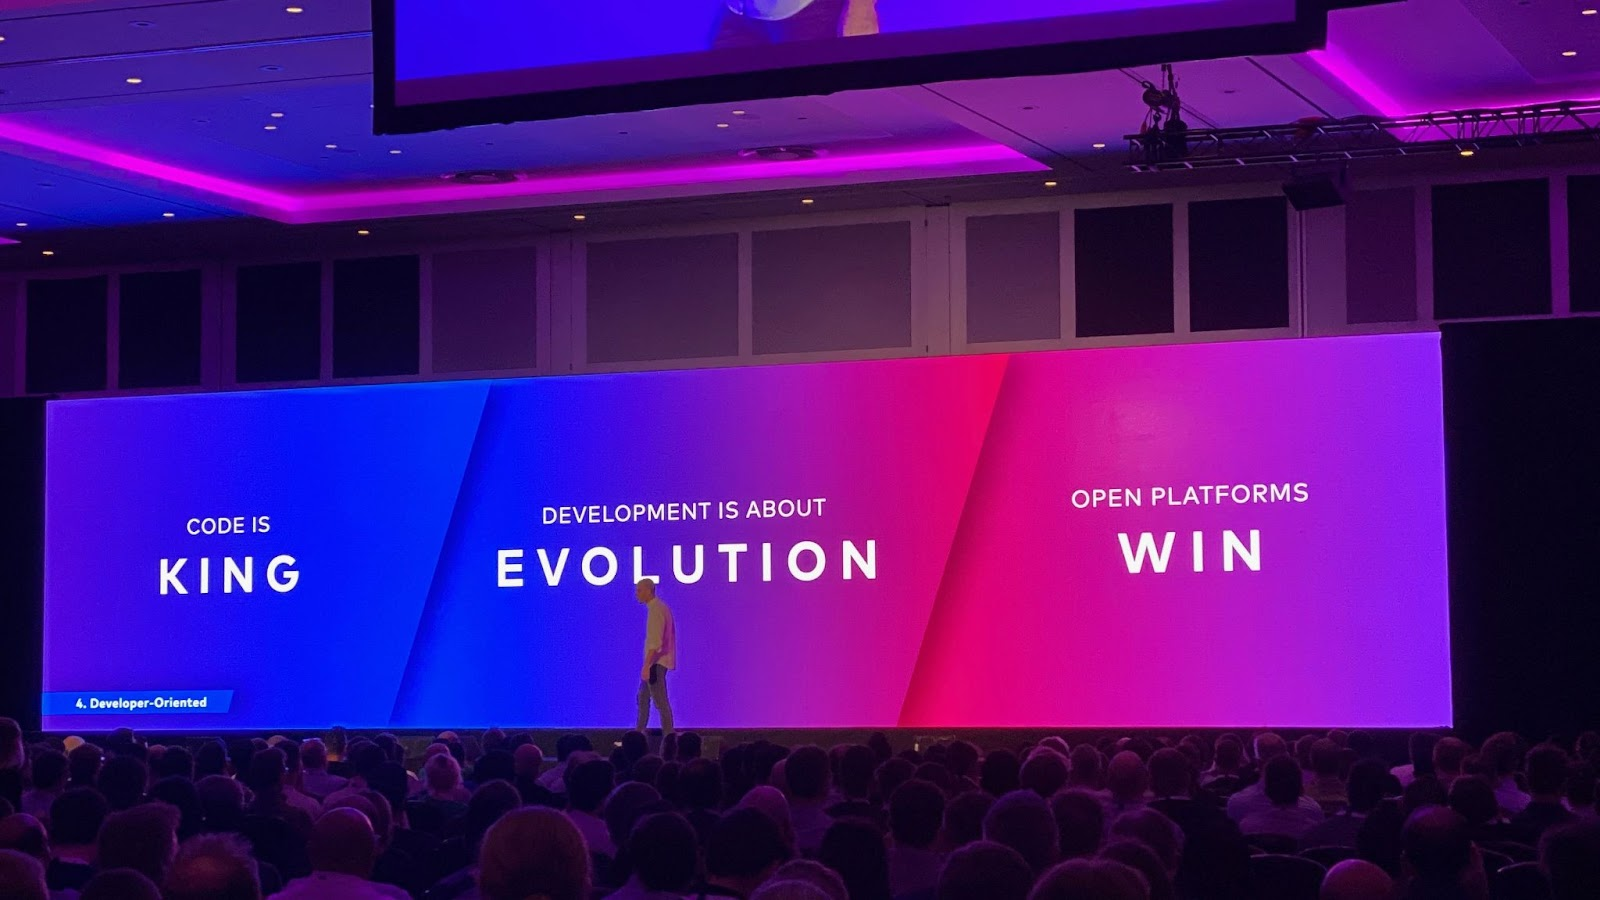 CODE IS
KING
DEVELOPMENT IS ABOUT
EVOLUTION
OPEN PLATFORMS
WIN
4. Developer-Oriented